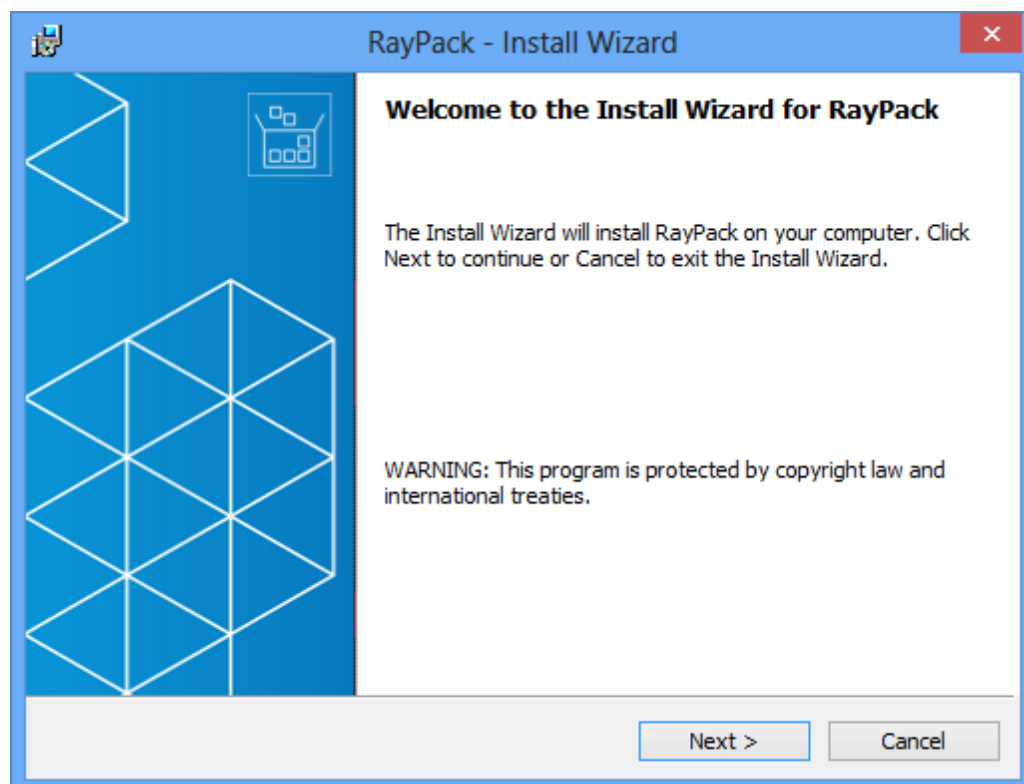 RayPack - Install Wizard
Welcome to the Install Wizard for RayPack
The Install Wizard will install RayPack on your computer. Click
Next to continue or Cancel to exit the Install Wizard.
WARNING: This program is protected by copyright law and
international treaties.
Next >
Cancel